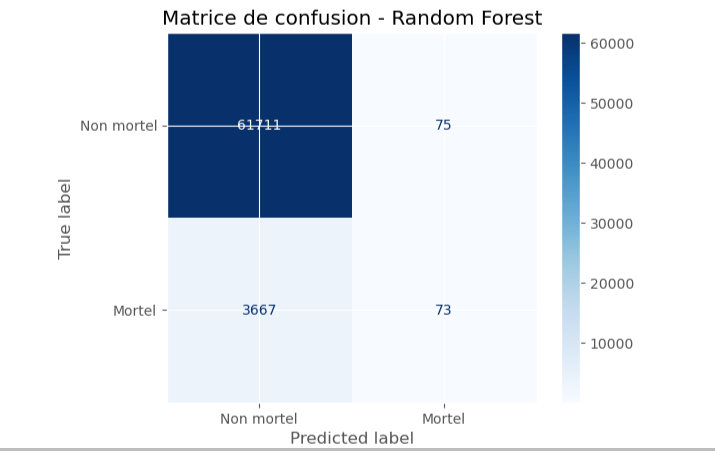 Matrice de confusion - Random Forest
60000
50000
40000
30000
20000
10000
True label
Non mortel
61711
75
Mortel
3667
73
Non mortel
Mortel
Predicted label